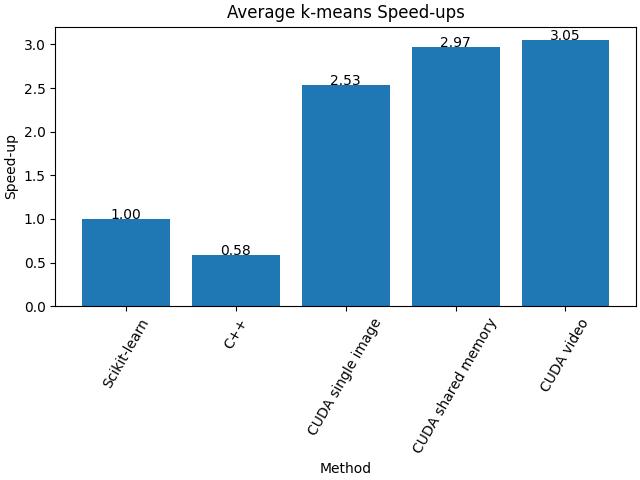 Average k-means Speed-ups
Speed-up
3.0
2.5
2.0
1.5
1.0
0.5
0.0
1.00
0.58
2.53
2.97
3.05
Scikit-learn
C++
CUDA single image
CUDA shared memory
CUDA video
Method